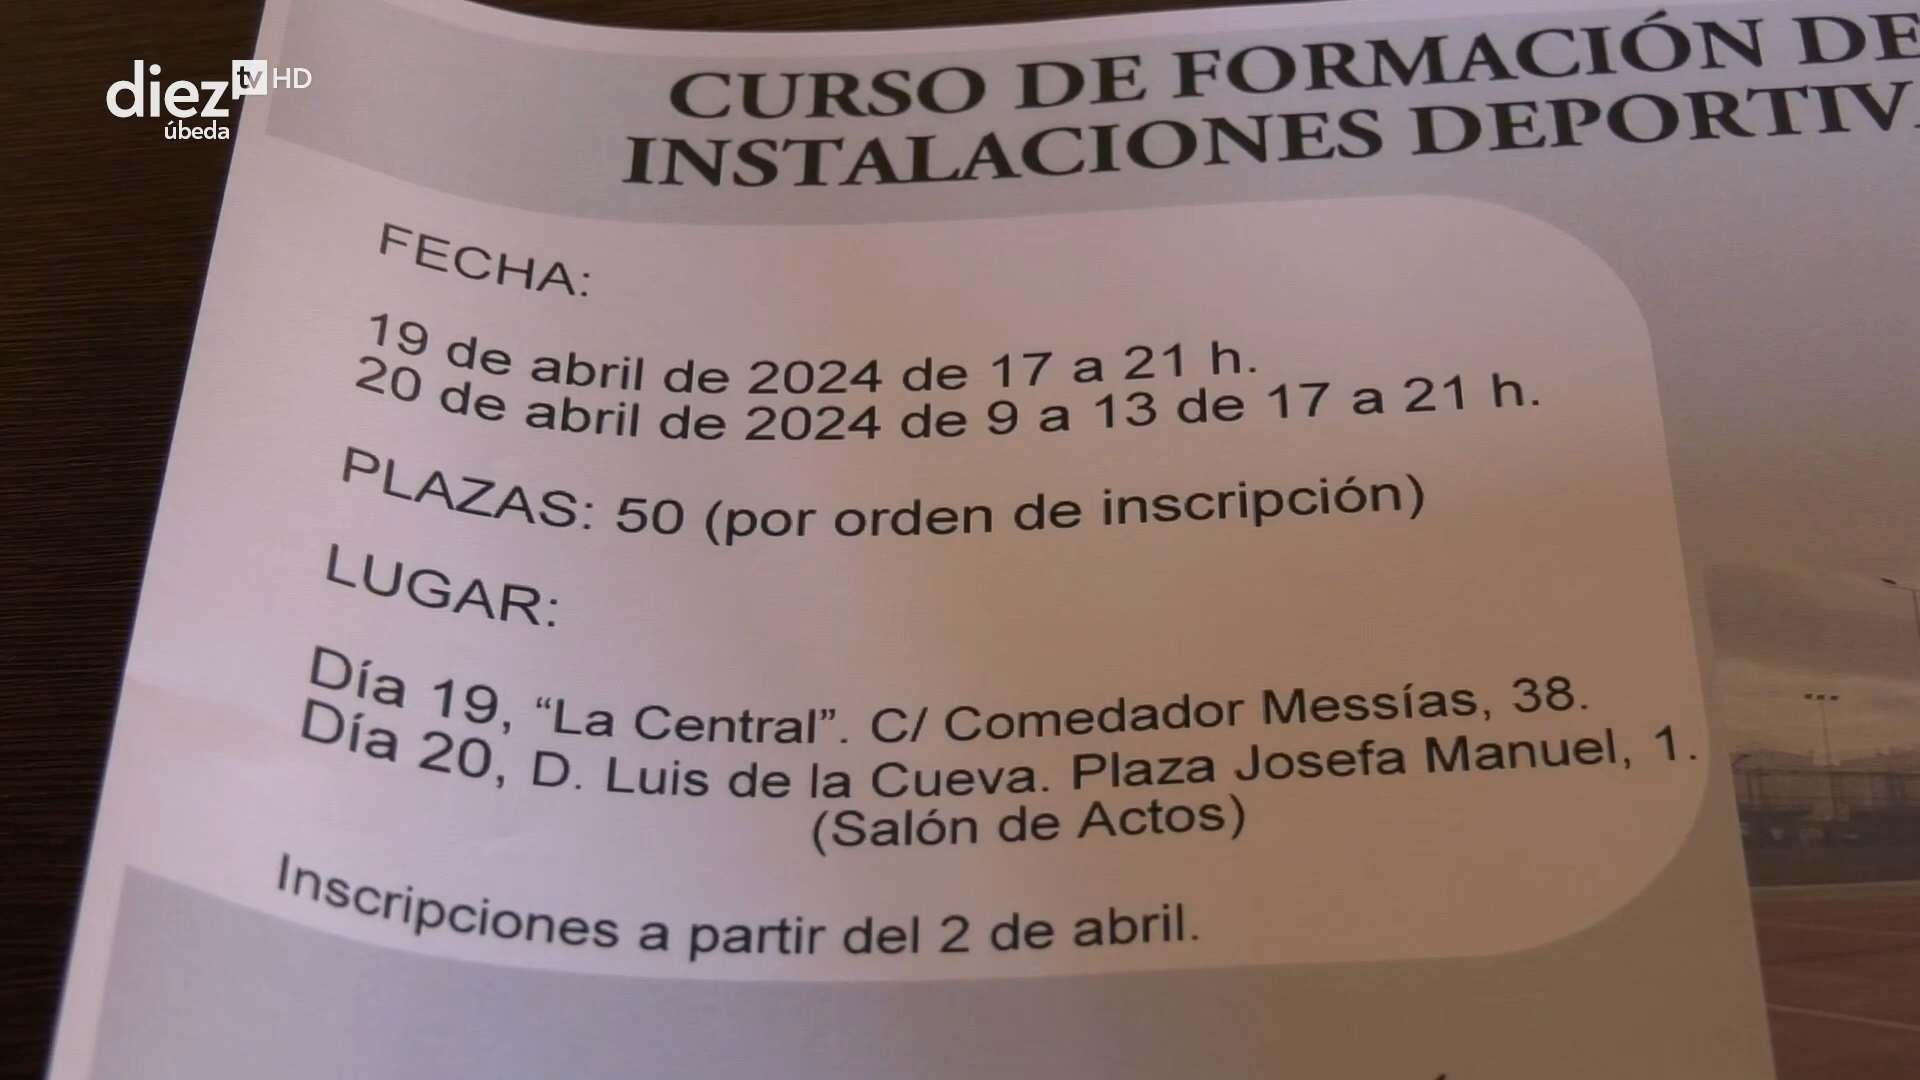 diez tv HD
úbeda
CURSO DE FORMACIÓN DE
INSTALACIONES DEPORTIV
FECHA:
19 de abril de 2024 de 17 a 21 h.
20 de abril de 2024 de 9 a 13 de 17 a 21 h.
PLAZAS: 50 (por orden de inscripción)
LUGAR:
Día 19, “La Central”. C/ Comedador Messías, 38.
Día 20, D. Luis de la Cueva. Plaza Josefa Manuel, 1.
(Salón de Actos)
Inscripciones a partir del 2 de abril.